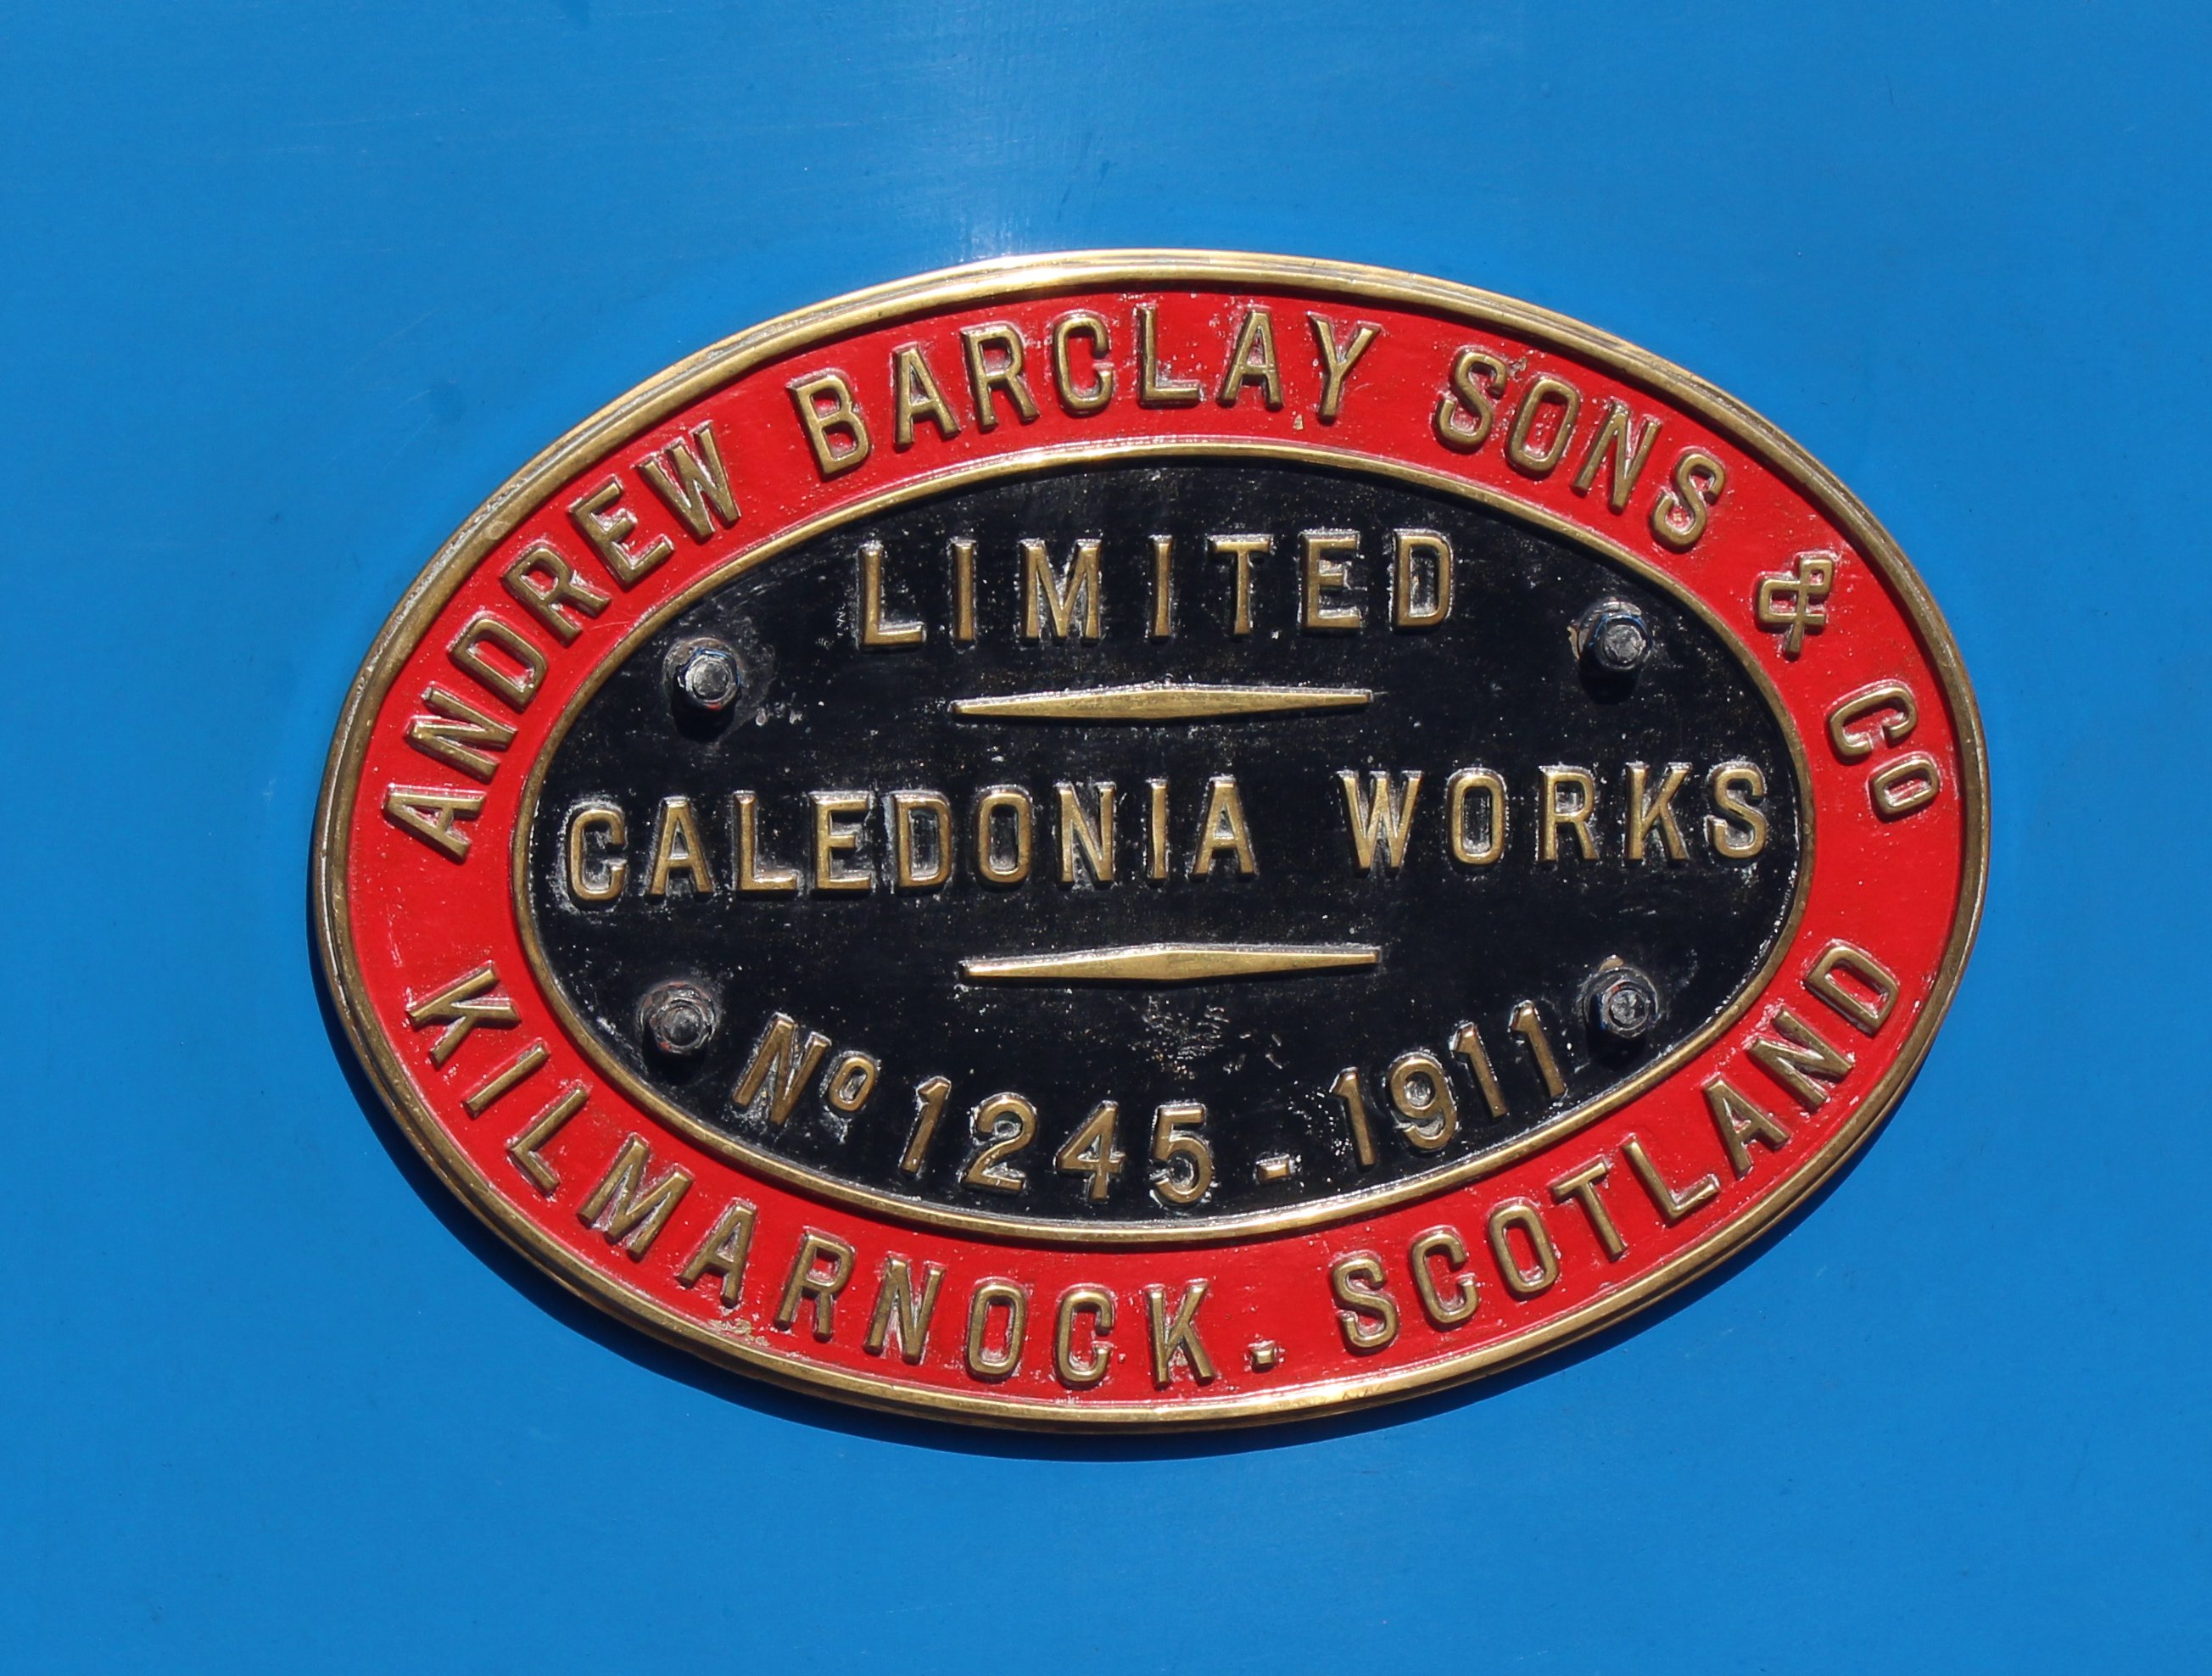 ANDREW BARCLAY SONS & CO
LIMITED
CALEDONIA WORKS
Nº 1245 - 1911
KILMARNOCK. SCOTLAND